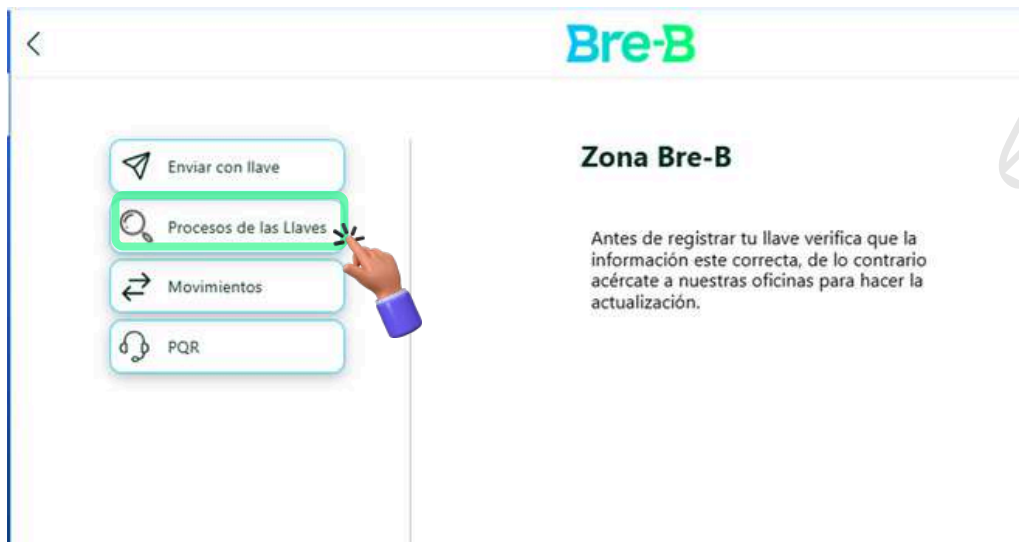 Bre-B
Enviar con llave
Procesos de las Llaves
Movimientos
PQR
Zona Bre-B
Antes de registrar tu llave verifica que la
información este correcta, de lo contrario
acércate a nuestras oficinas para hacer la
actualización.